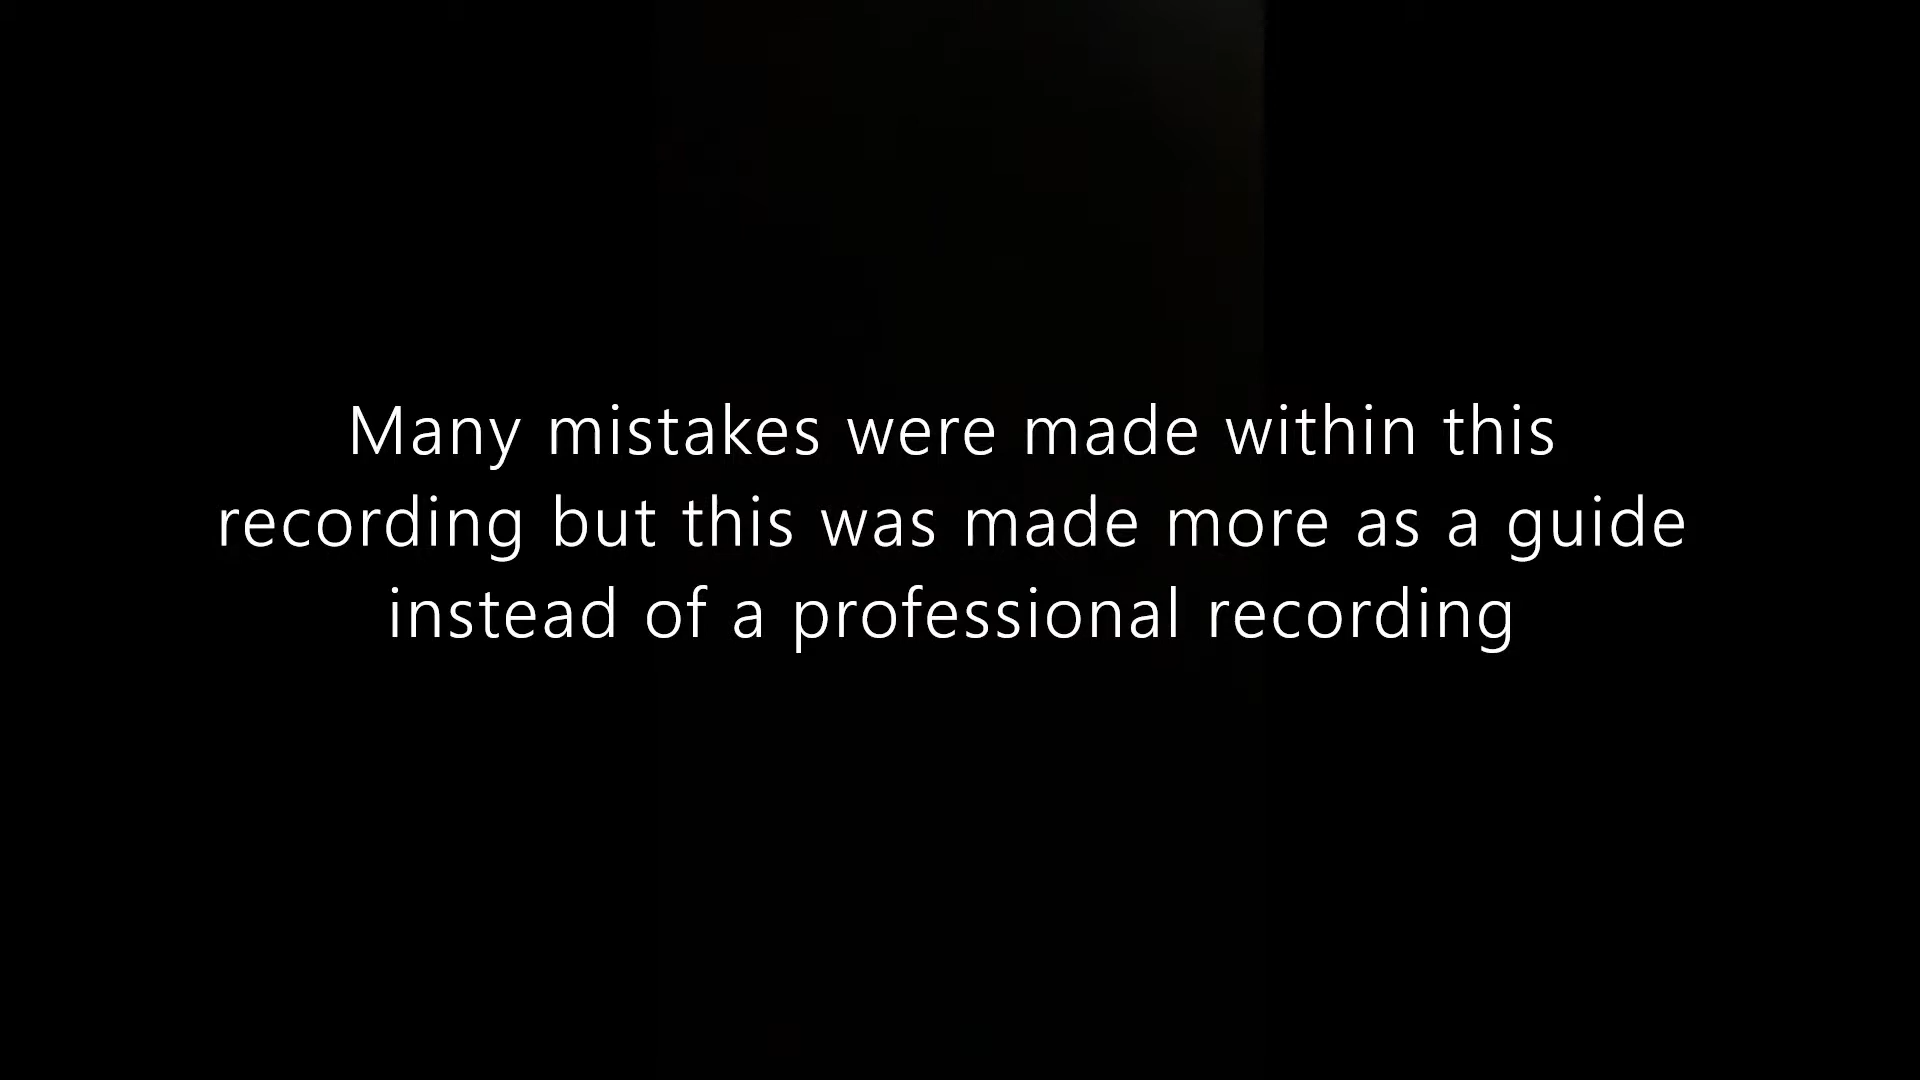 Many mistakes were made within this
recording but this was made more as a guide
instead of a professional recording